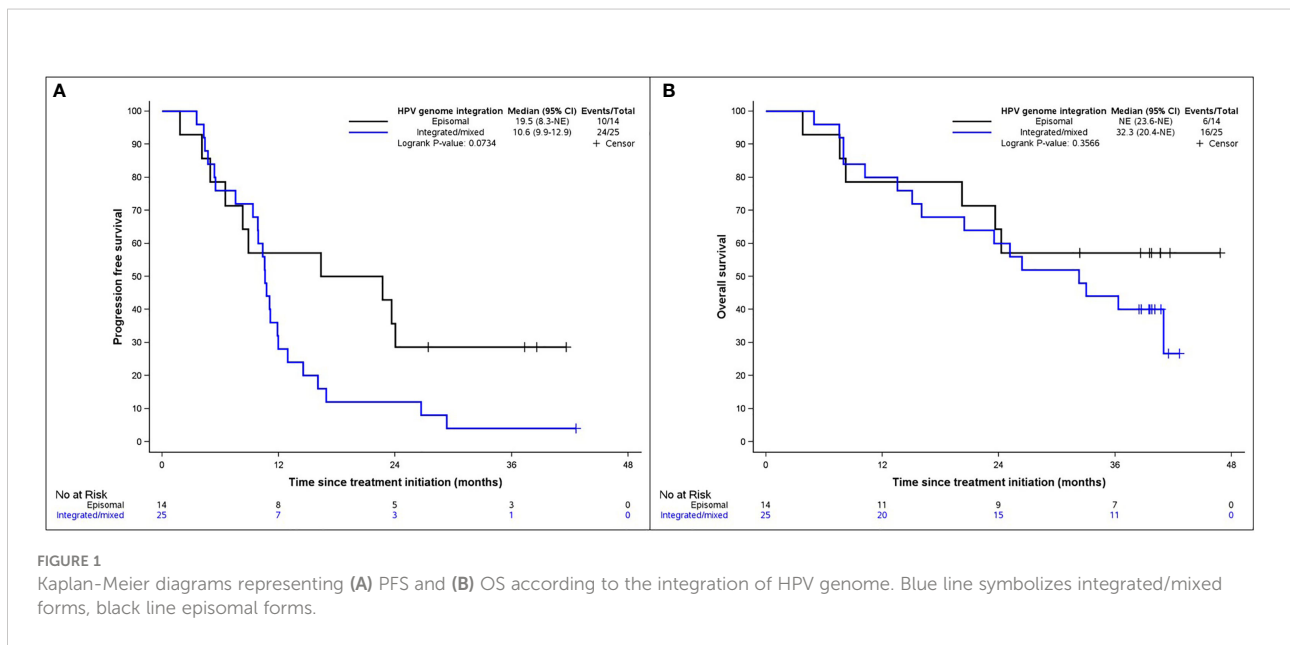 A
HPV genome integration Median (95% CI) Events/Total
Episomal 19.5 (8.3-NE) 10/14
Integrated/mixed 10.6 (9.9-12.9) 24/25
Logrank P-value: 0.0734 + Censor
Progression free survival
100
90
80
70
60
50
40
30
20
10
0
0 12 24 36 48
Time since treatment initiation (months)
No at Risk
Episomal 14 8 5 3 0
Integrated/mixed 25 7 3 1 0
B
HPV genome integration Median (95% CI) Events/Total
Episomal NE (23.6-NE) 6/14
Integrated/mixed 32.3 (20.4-NE) 16/25
Logrank P-value: 0.3566 + Censor
Overall survival
100
90
80
70
60
50
40
30
20
10
0
0 12 24 36 48
Time since treatment initiation (months)
No at Risk
Episomal 14 11 9 7 0
Integrated/mixed 25 20 15 11 0
FIGURE 1
Kaplan-Meier diagrams representing (A) PFS and (B) OS according to the integration of HPV genome. Blue line symbolizes integrated/mixed
forms, black line episomal forms.